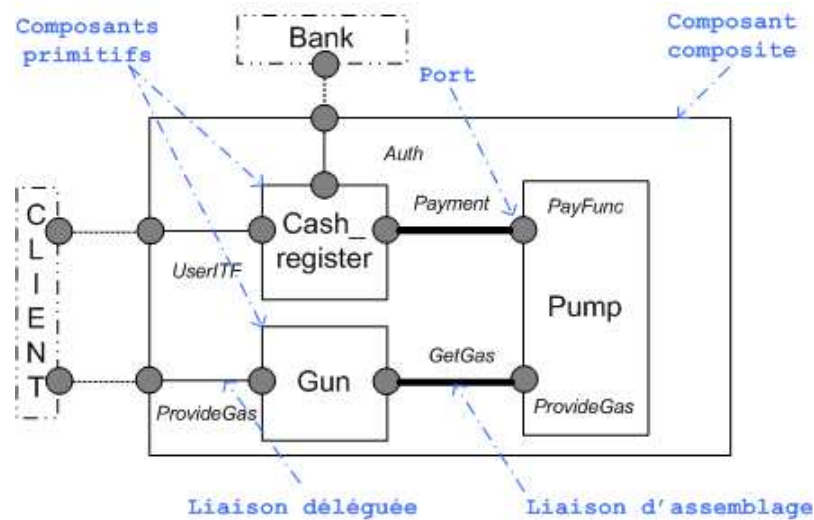 Composants
primitifs
Bank
Composant
composite
Port
Auth
CLIENT
Cash_
register
Payment
PayFunc
UserITF
Pump
GetGas
Gun
ProvideGas
ProvideGas
Liaison déléguée
Liaison d'assemblage